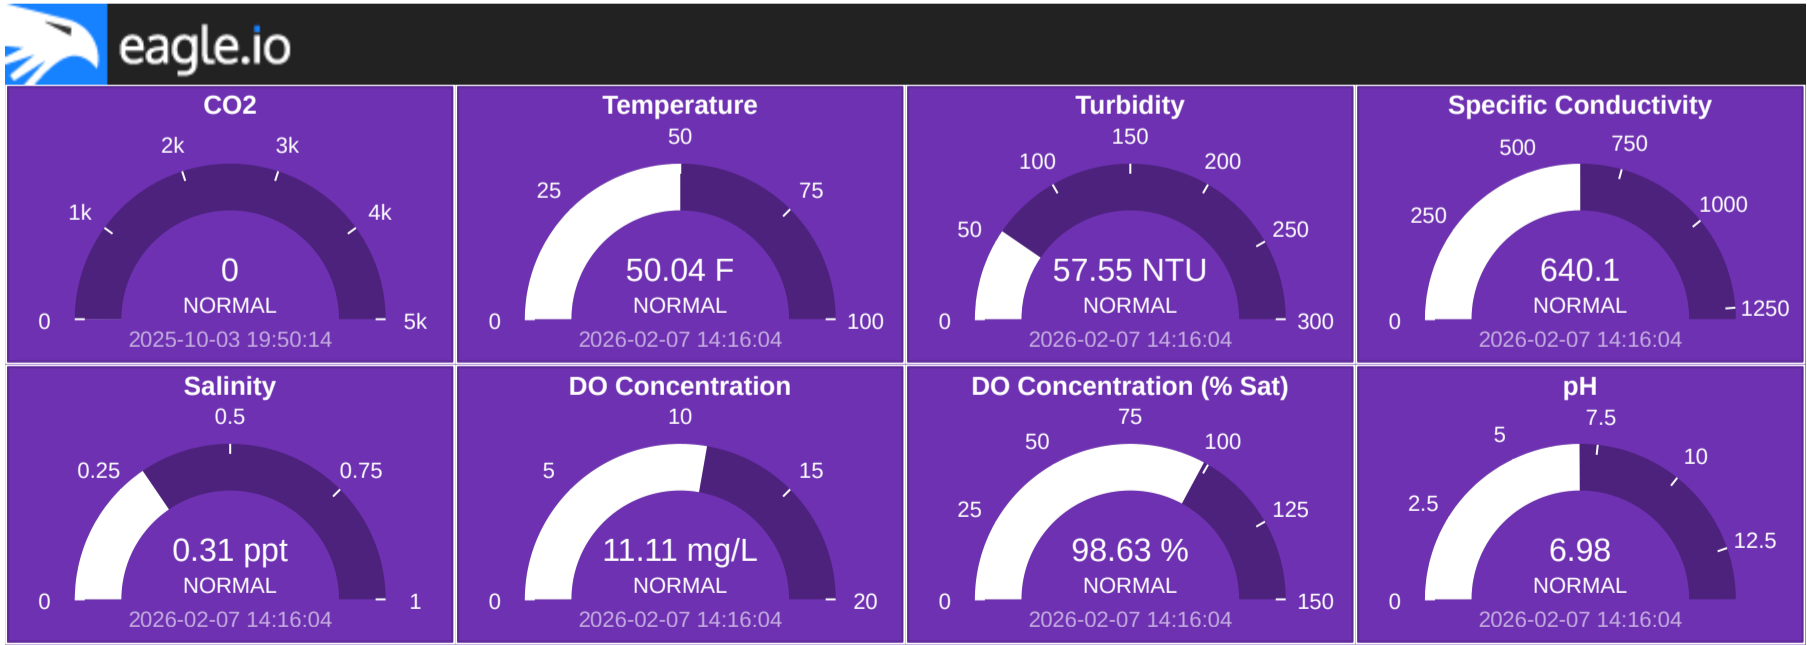 eagle.io
CO2
2k
3k
1k
4k
0
0
5k
NORMAL
2025-10-03 19:50:14
Temperature
50
25
75
50.04 F
0
100
NORMAL
2026-02-07 14:16:04
Turbidity
150
100
200
50
250
57.55 NTU
0
300
NORMAL
2026-02-07 14:16:04
Specific Conductivity
500
750
250
1000
640.1
0
1250
NORMAL
2026-02-07 14:16:04
Salinity
0.5
0.25
0.75
0.31 ppt
0
1
NORMAL
2026-02-07 14:16:04
DO Concentration
10
5
15
11.11 mg/L
0
20
NORMAL
2026-02-07 14:16:04
DO Concentration (% Sat)
75
50
100
25
125
98.63 %
0
150
NORMAL
2026-02-07 14:16:04
pH
7.5
5
10
2.5
12.5
6.98
0
NORMAL
2026-02-07 14:16:04